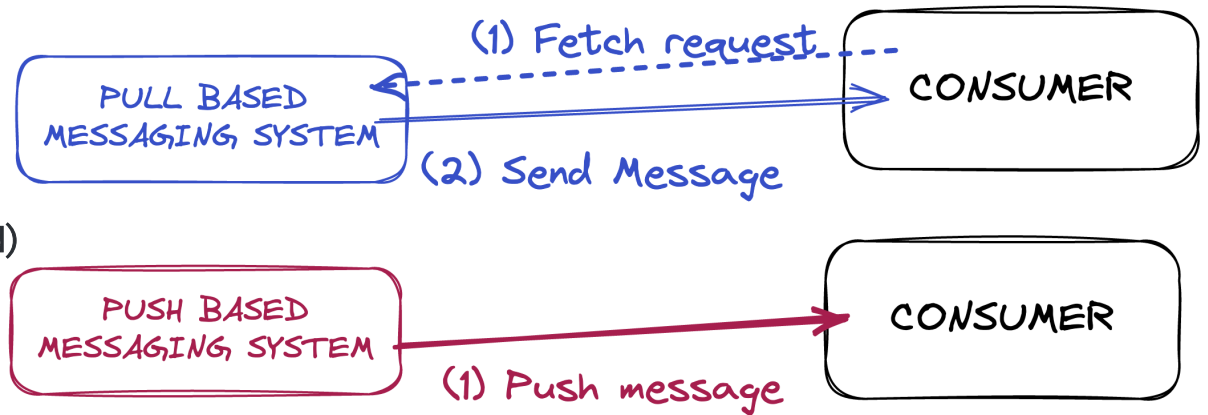 (1) Fetch request
PULL BASED
MESSAGING SYSTEM
CONSUMER
(2) Send Message
PUSH BASED
MESSAGING SYSTEM
CONSUMER
(1) Push message